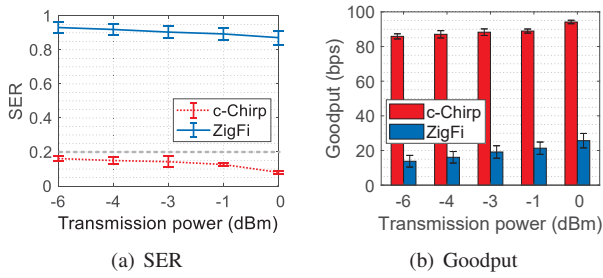 1
0.8
0.6
0.4
0.2
0
SER
c-Chirp
ZigFi
-6 -4 -3 -1 0
Transmission power (dBm)
(a) SER
100
80
60
40
20
0
Goodput (bps)
c-Chirp
ZigFi
-6 -4 -3 -1 0
Transmission power (dBm)
(b) Goodput